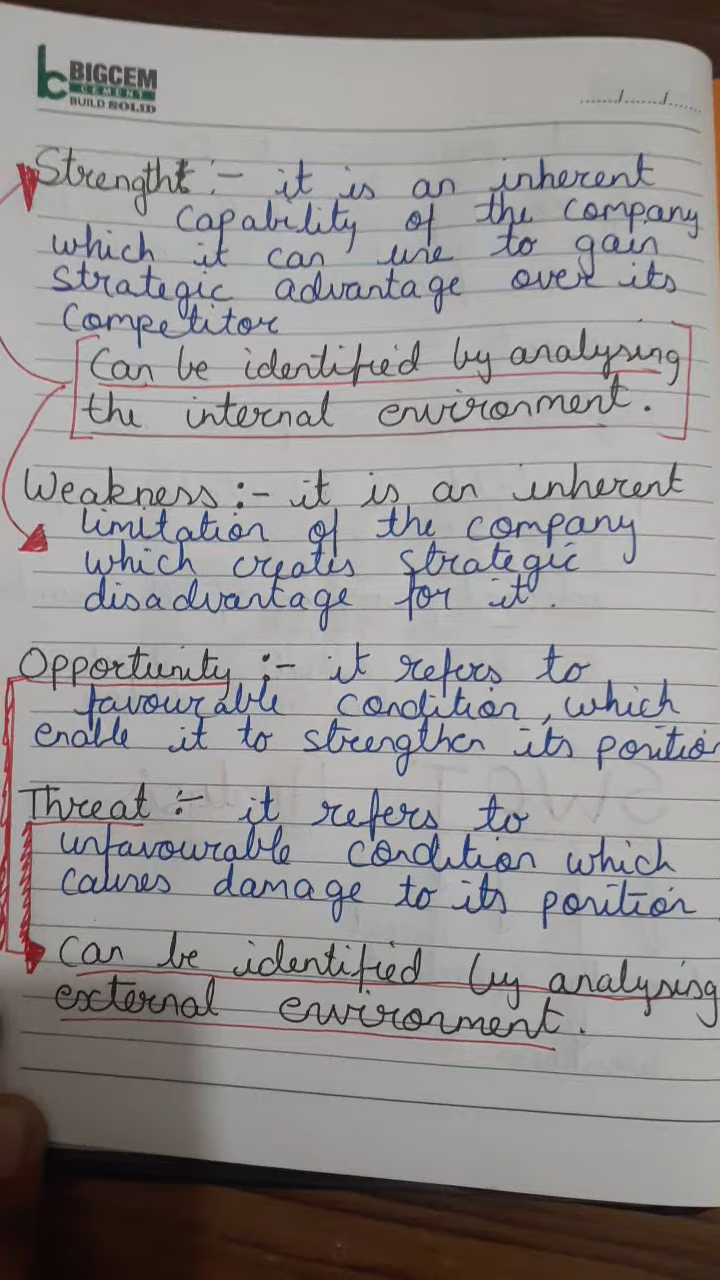 BIGCEM
CEMENT
BUILD SOLID
....../......./.......
Strenght :- it is an inherent
capability of the company
which it can use to gain
strategic advantage over its
Competitor
Can be identified by analysing
the internal environment.
Weakness :- it is an inherent
limitation of the company
which creates strategic
disadvantage for it.
Opportunity :- it refers to
favourable condition, which
enable it to strengthen its position
Threat :- it refers to
unfavourable condition which
causes damage to its position
can be identified by analysing
external environment.